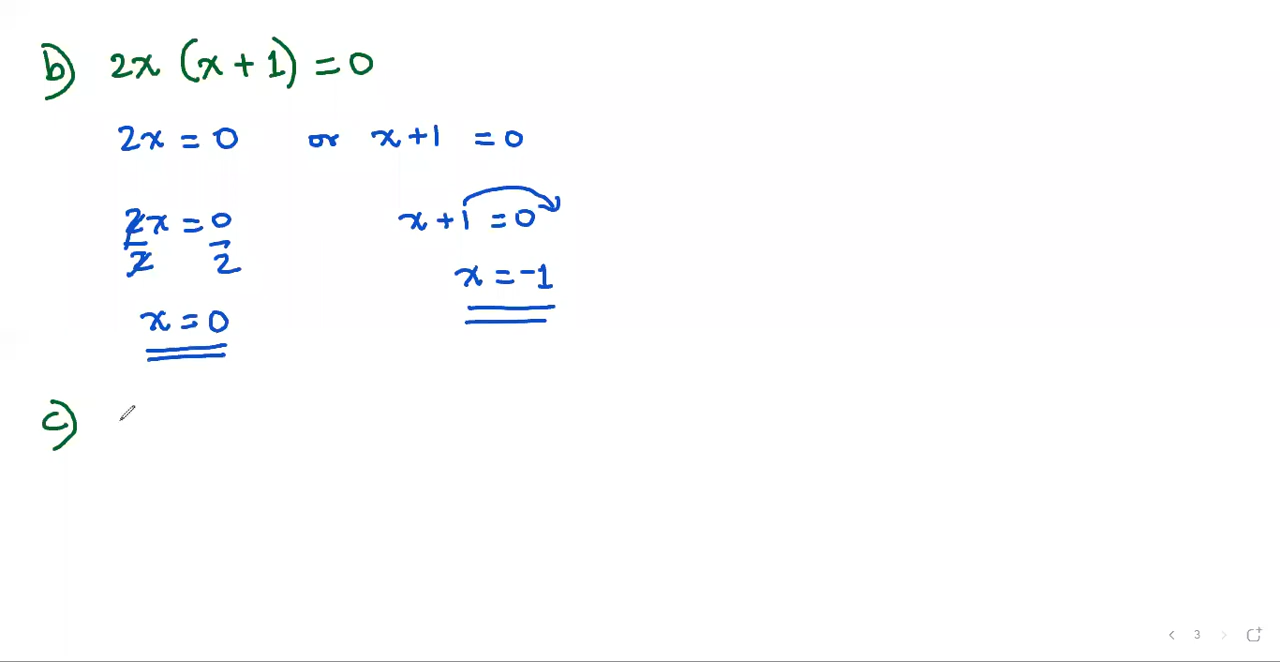 b) 2x (x + 1) = 0
2x = 0 or x + 1 = 0
2x = 0 x + 1 = 0
2 2 x = -1
x = 0
c)
3